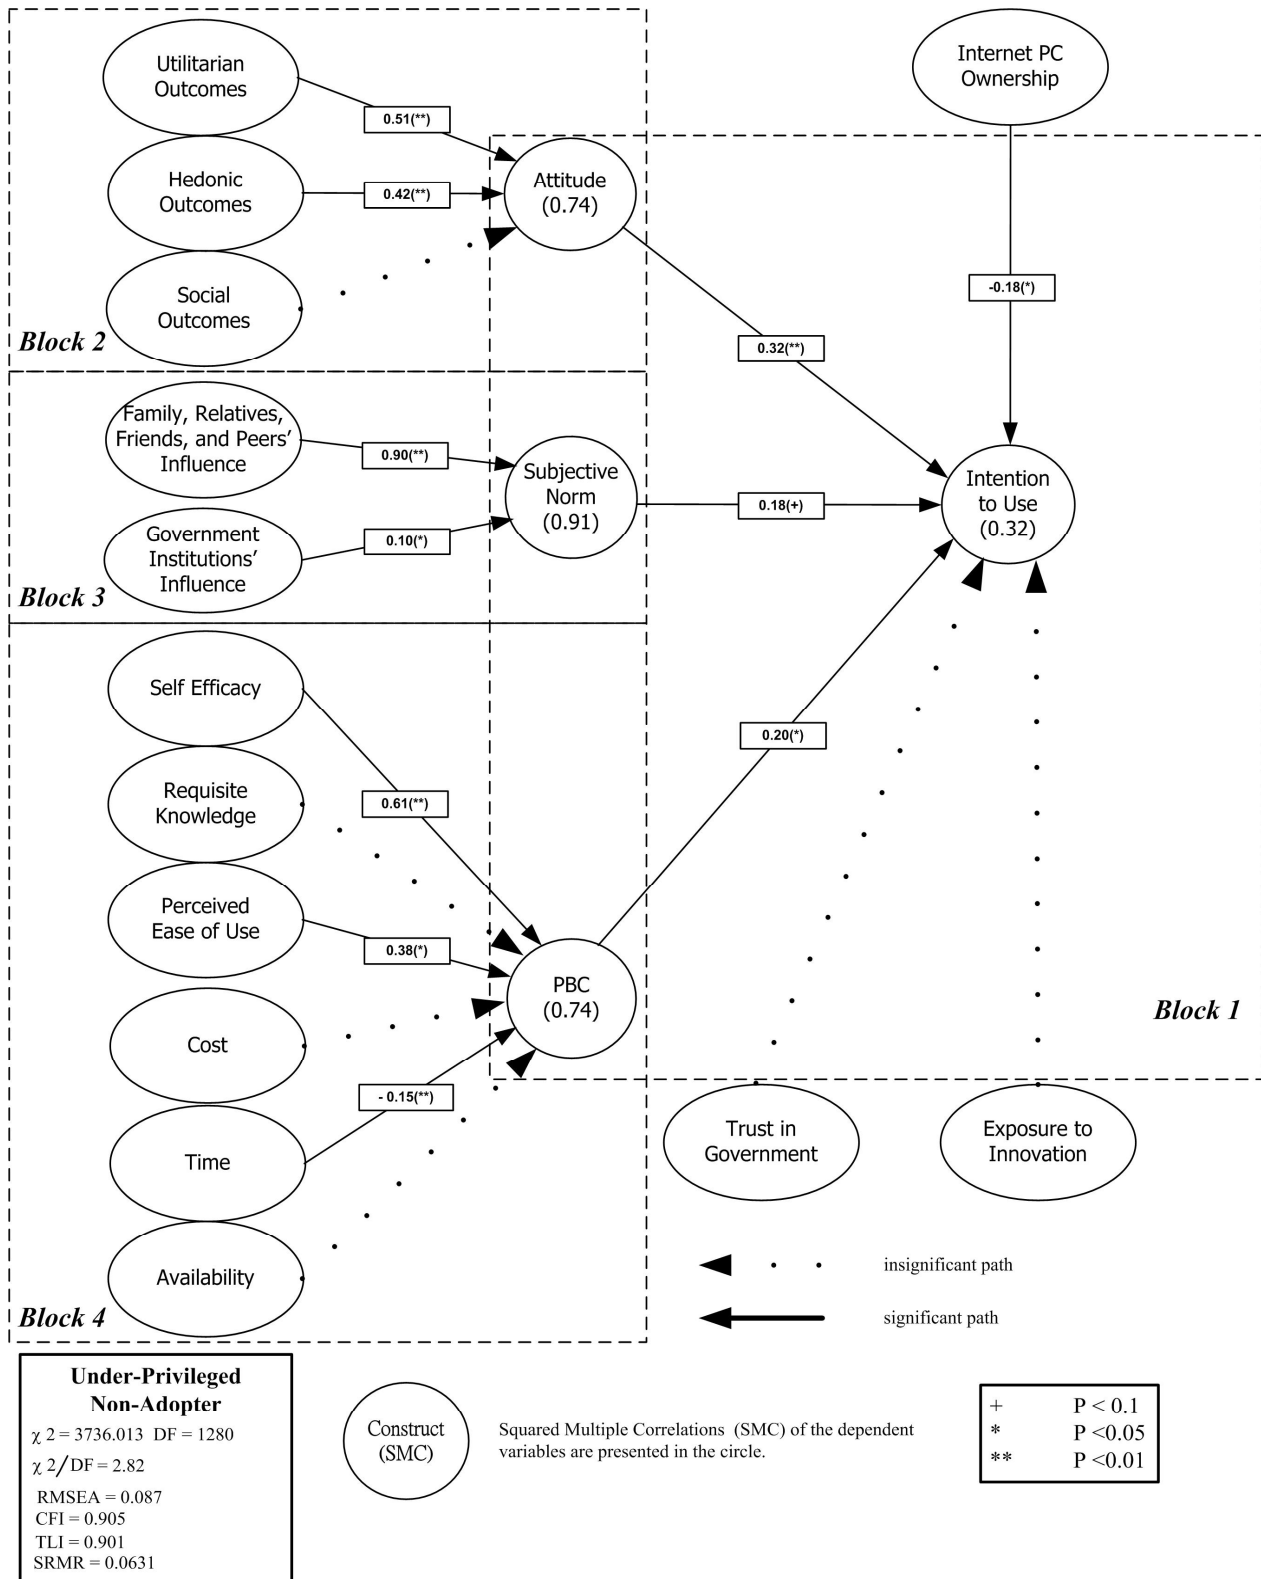 Utilitarian
Outcomes
0.51(**)
Hedonic
Outcomes
0.42(**)
Social
Outcomes
Block 2
Attitude
(0.74)
Internet PC
Ownership
-0.18(*)
0.32(**)
Family, Relatives,
Friends, and Peers'
Influence
0.90(**)
Government
Institutions'
Influence
0.10(*)
Block 3
Subjective
Norm
(0.91)
0.18(+)
Intention
to Use
(0.32)
Self Efficacy
0.61(**)
Requisite
Knowledge
Perceived
Ease of Use
0.38(*)
Cost
Time
- 0.15(**)
Availability
Block 4
PBC
(0.74)
0.20(*)
Block 1
Trust in
Government
Exposure to
Innovation
insignificant path
significant path
Under-Privileged
Non-Adopter
χ 2 = 3736.013 DF = 1280
χ 2/DF = 2.82
RMSEA = 0.087
CFI = 0.905
TLI = 0.901
SRMR = 0.0631
Construct
(SMC)
Squared Multiple Correlations (SMC) of the dependent
variables are presented in the circle.
+ P < 0.1
* P <0.05
** P <0.01